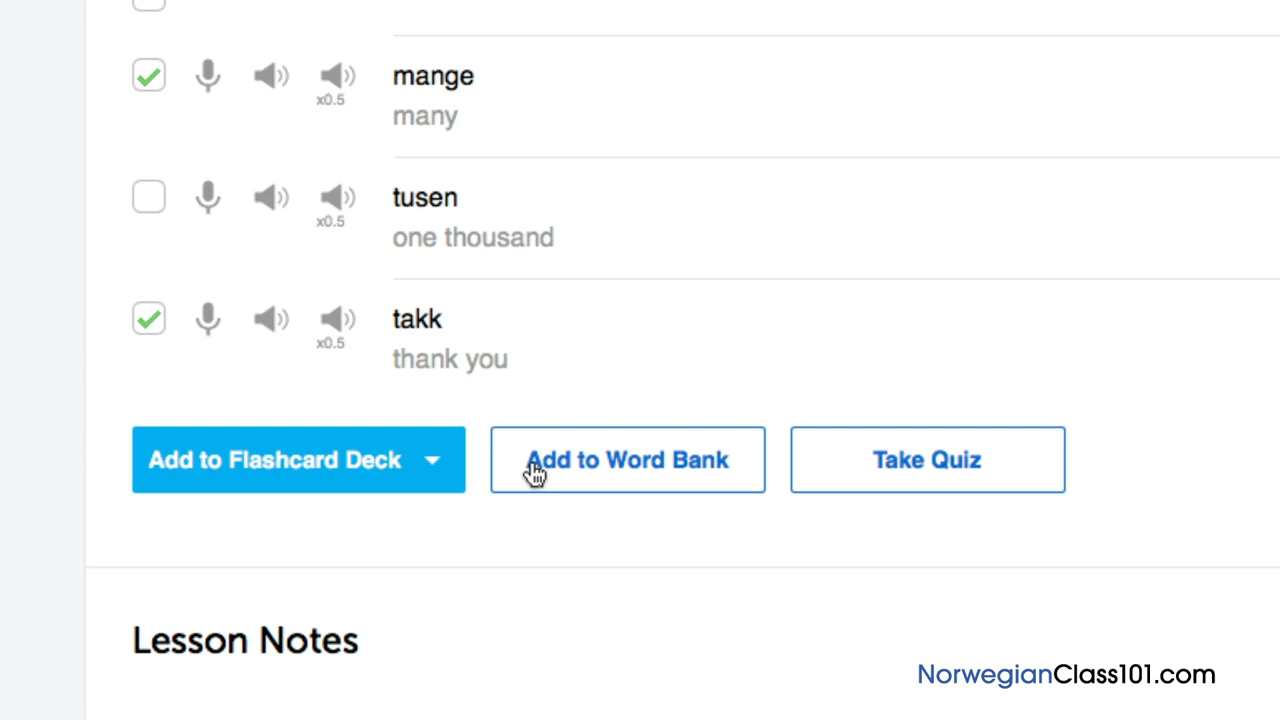 mange
x0.5
many
tusen
x0.5
one thousand
takk
x0.5
thank you
Add to Flashcard Deck
Add to Word Bank
Take Quiz
Lesson Notes
NorwegianClass101.com